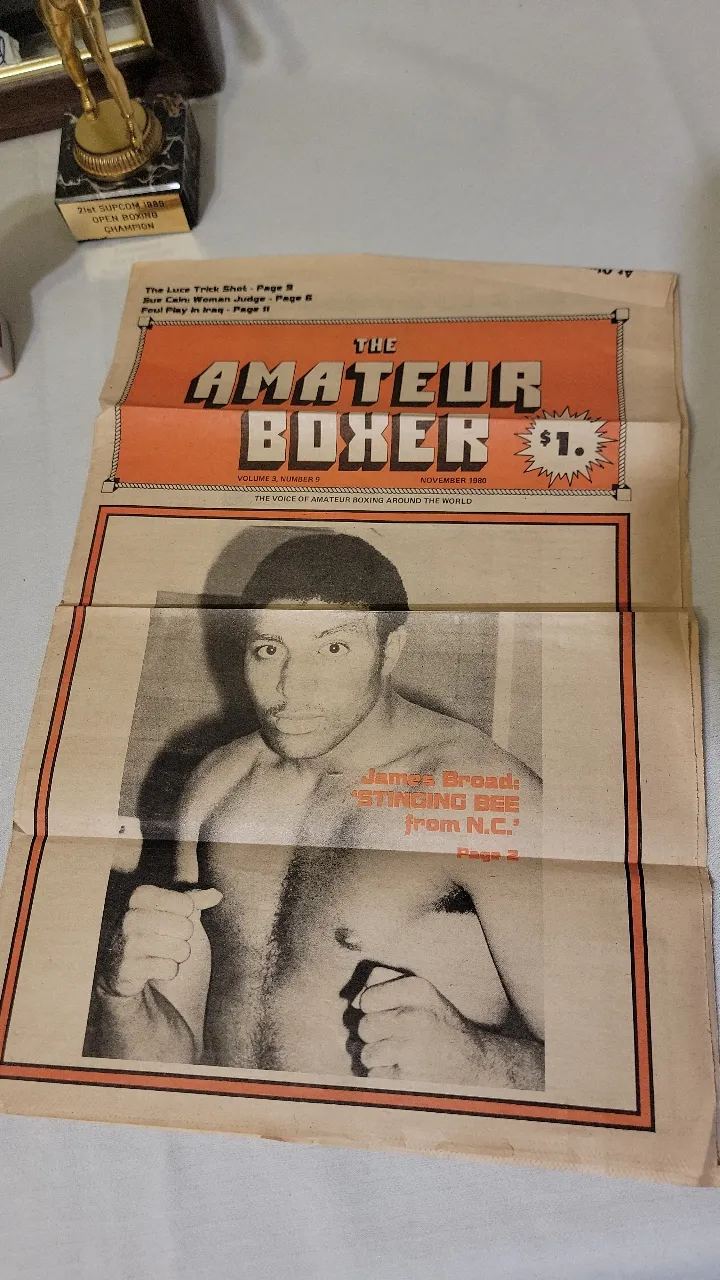 21st SUPCOM 1989
OPEN BOXING
CHAMPION
The Luce Trick Shot - Page 9
Sue Cain: Woman Judge - Page 6
Foul Play in Iraq - Page 11
THE
AMATEUR
BOXER
$1.
VOLUME 3, NUMBER 9 NOVEMBER 1980
THE VOICE OF AMATEUR BOXING AROUND THE WORLD
James Broad:
'STINGING BEE
from N.C.'
Page 2